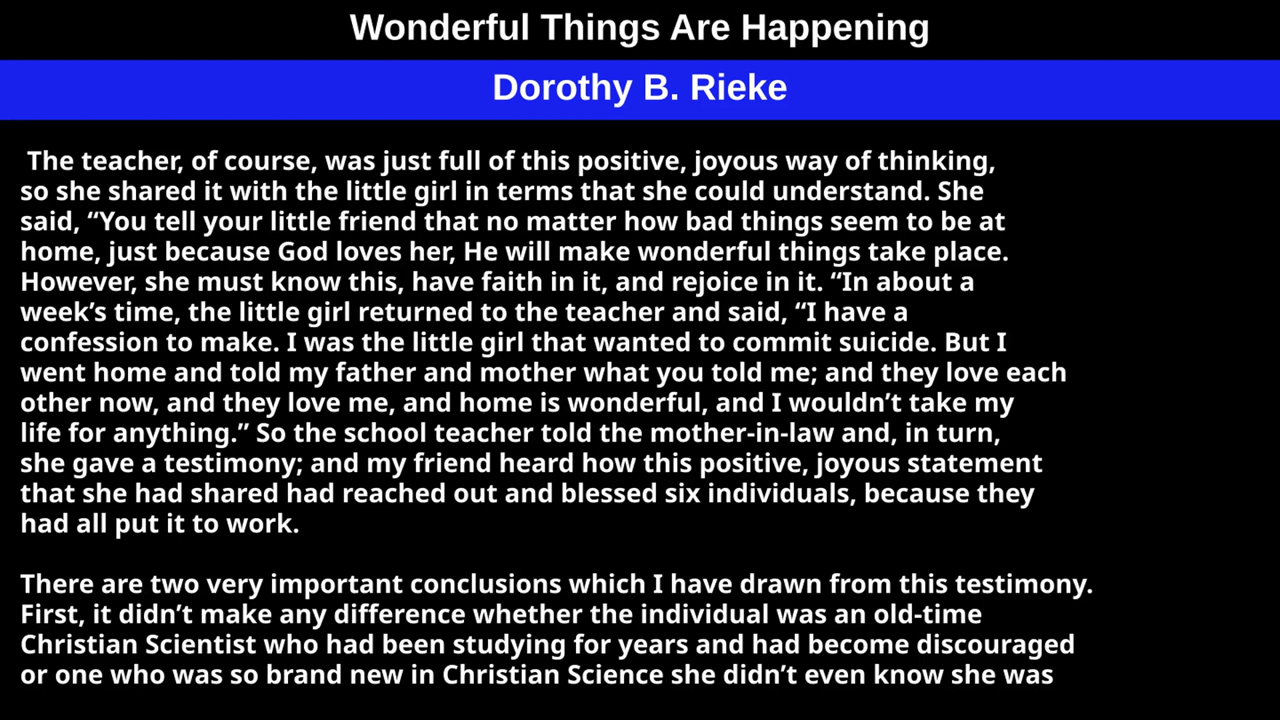 Wonderful Things Are Happening
Dorothy B. Rieke
The teacher, of course, was just full of this positive, joyous way of thinking,
so she shared it with the little girl in terms that she could understand. She
said, “You tell your little friend that no matter how bad things seem to be at
home, just because God loves her, He will make wonderful things take place.
However, she must know this, have faith in it, and rejoice in it. “In about a
week’s time, the little girl returned to the teacher and said, “I have a
confession to make. I was the little girl that wanted to commit suicide. But I
went home and told my father and mother what you told me; and they love each
other now, and they love me, and home is wonderful, and I wouldn’t take my
life for anything.” So the school teacher told the mother-in-law and, in turn,
she gave a testimony; and my friend heard how this positive, joyous statement
that she had shared had reached out and blessed six individuals, because they
had all put it to work.
There are two very important conclusions which I have drawn from this testimony.
First, it didn’t make any difference whether the individual was an old-time
Christian Scientist who had been studying for years and had become discouraged
or one who was so brand new in Christian Science she didn’t even know she was